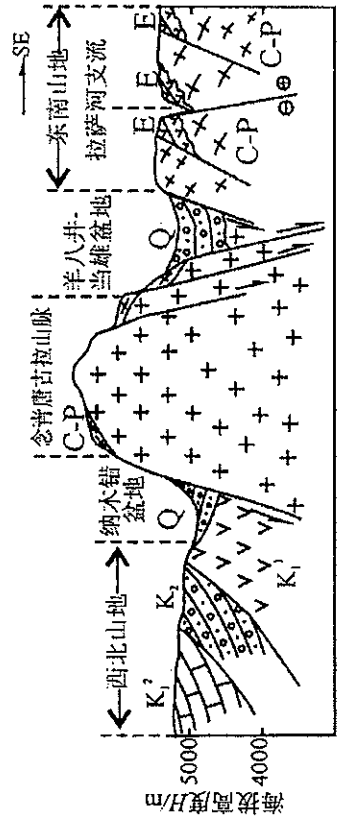 → SE
西北山地
纳木错
盆地
念青唐古拉山脉
羊八井-
当雄盆地
东南山地
拉萨河支流
K₁²
K₂
K₁³
Q
C-P
Q
E
E
E
C-P
C-P
海拔高度H/m
5000
4000